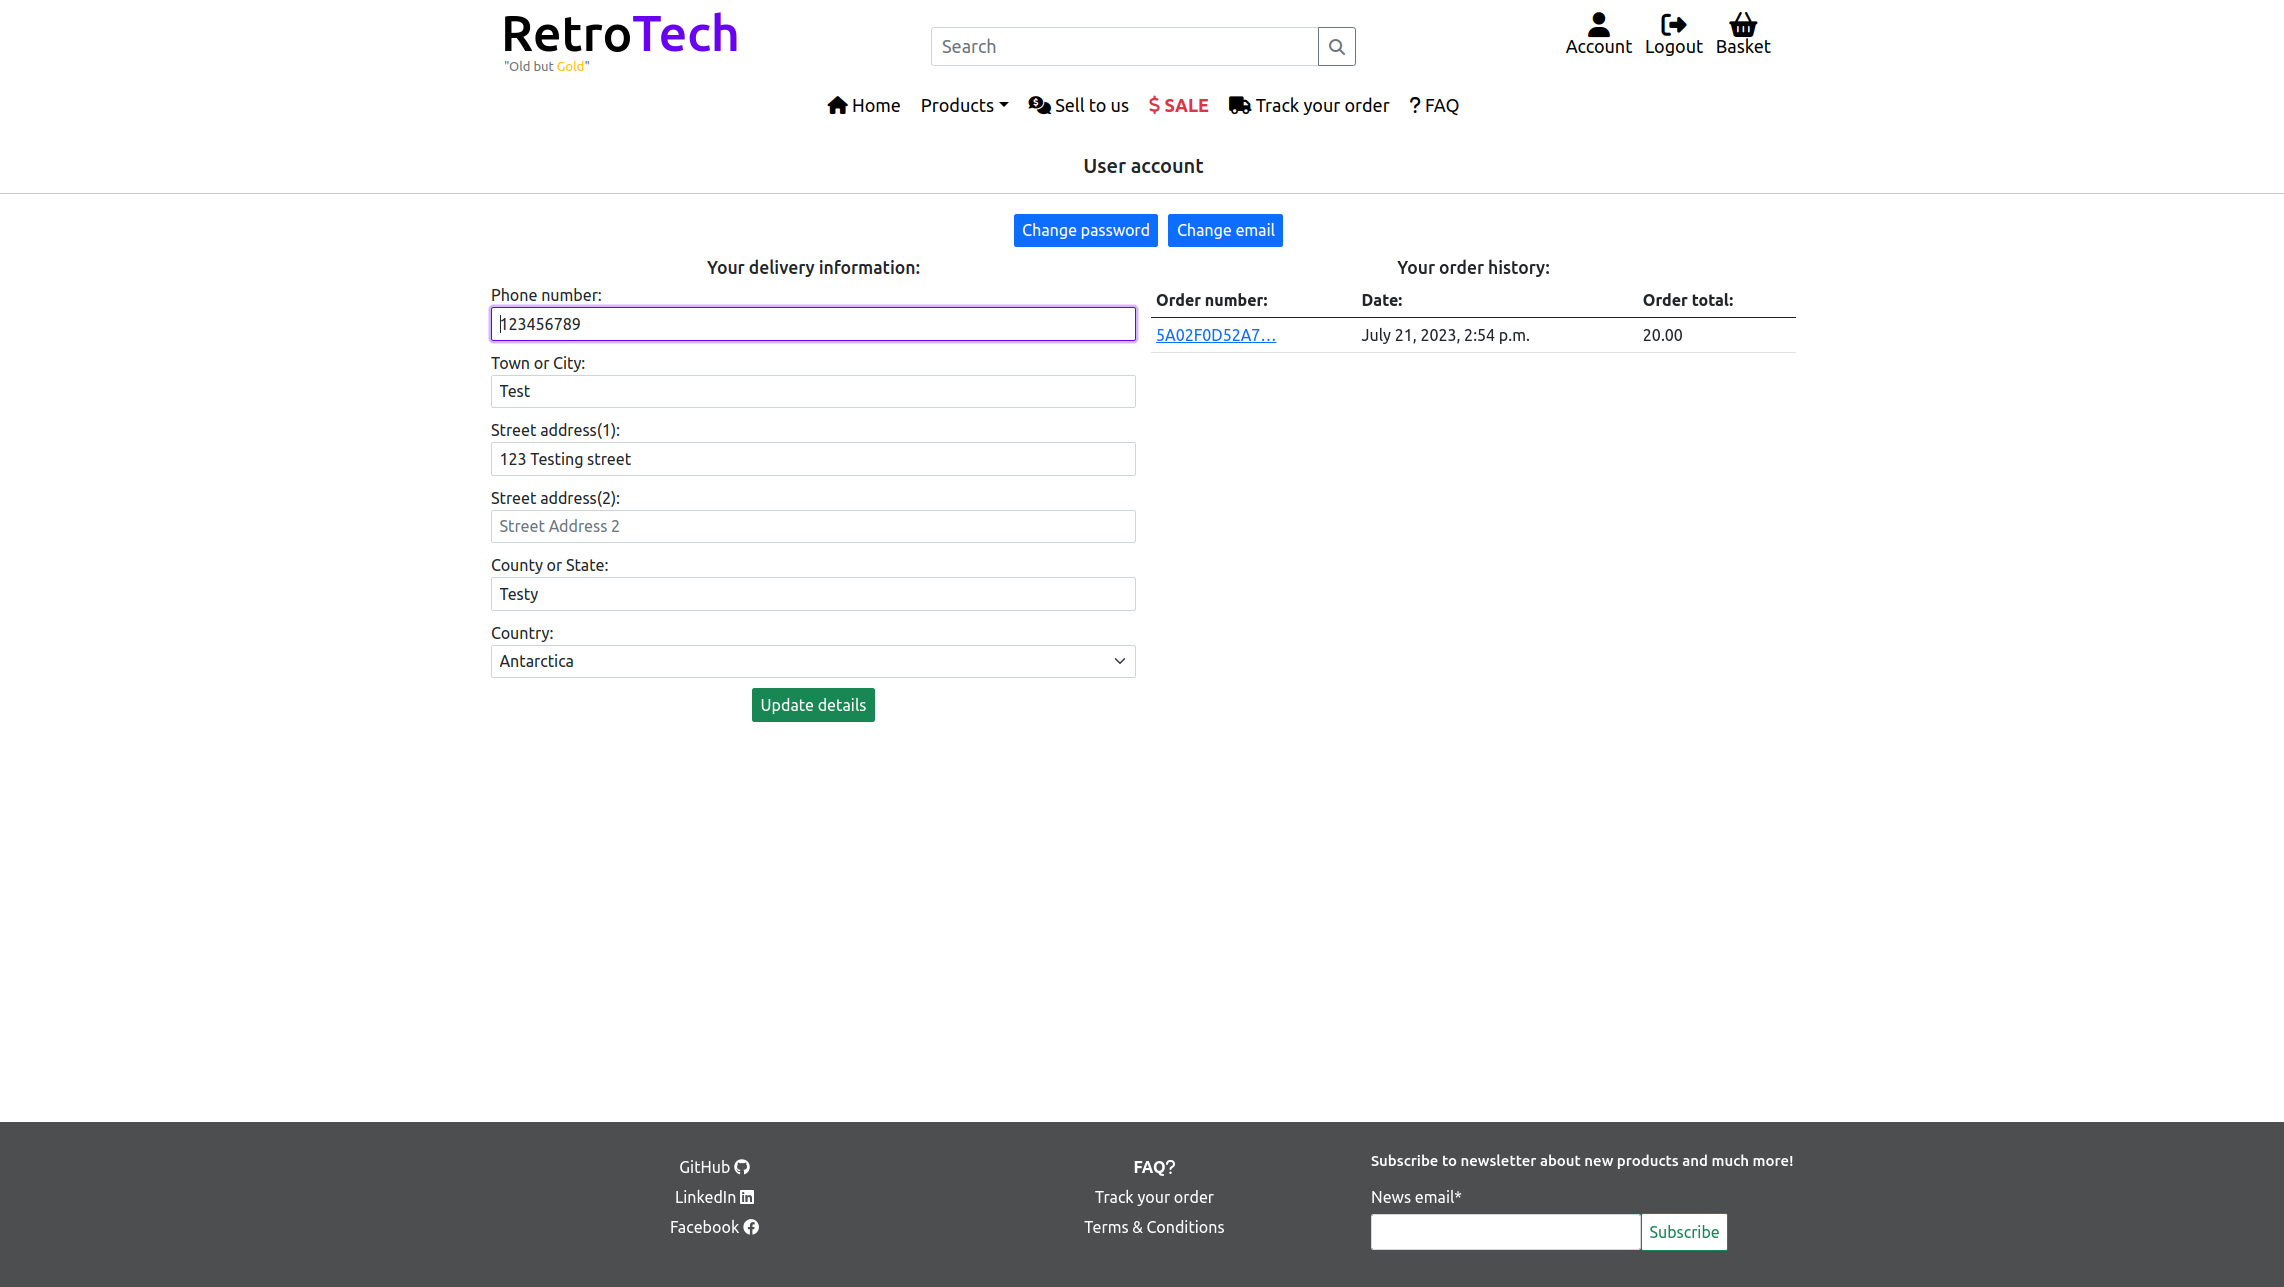 RetroTech
"Old but Gold"
Search
Account Logout Basket
Home Products Sell to us $ SALE Track your order ? FAQ
User account
Change password Change email
Your delivery information:
Phone number:
123456789
Town or City:
Test
Street address(1):
123 Testing street
Street address(2):
Street Address 2
County or State:
Testy
Country:
Antarctica
Update details
Your order history:
Order number: Date: Order total:
5A02F0D52A7... July 21, 2023, 2:54 p.m. 20.00
GitHub
LinkedIn
Facebook
FAQ?
Track your order
Terms & Conditions
Subscribe to newsletter about new products and much more!
News email*
Subscribe